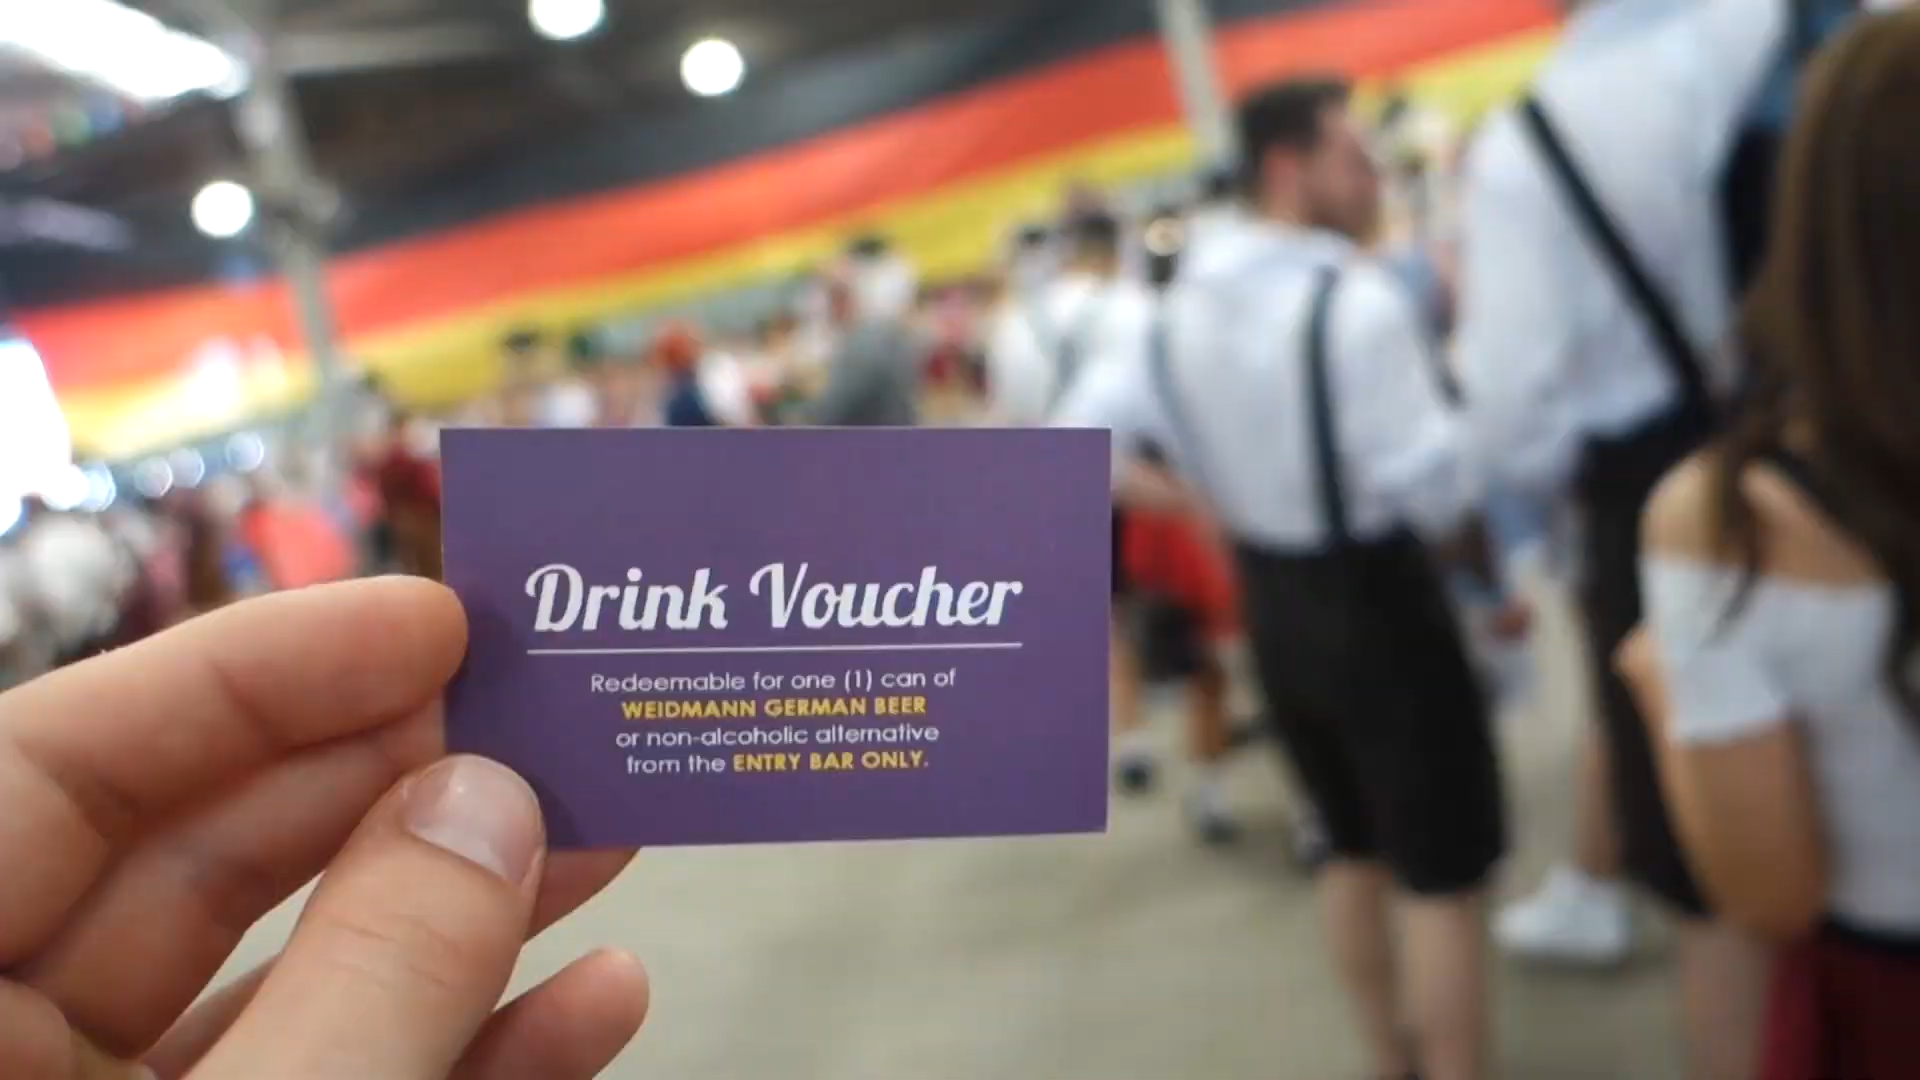 Drink Voucher
Redeemable for one (1) can of
WEIDMANN GERMAN BEER
or non-alcoholic alternative
from the ENTRY BAR ONLY.